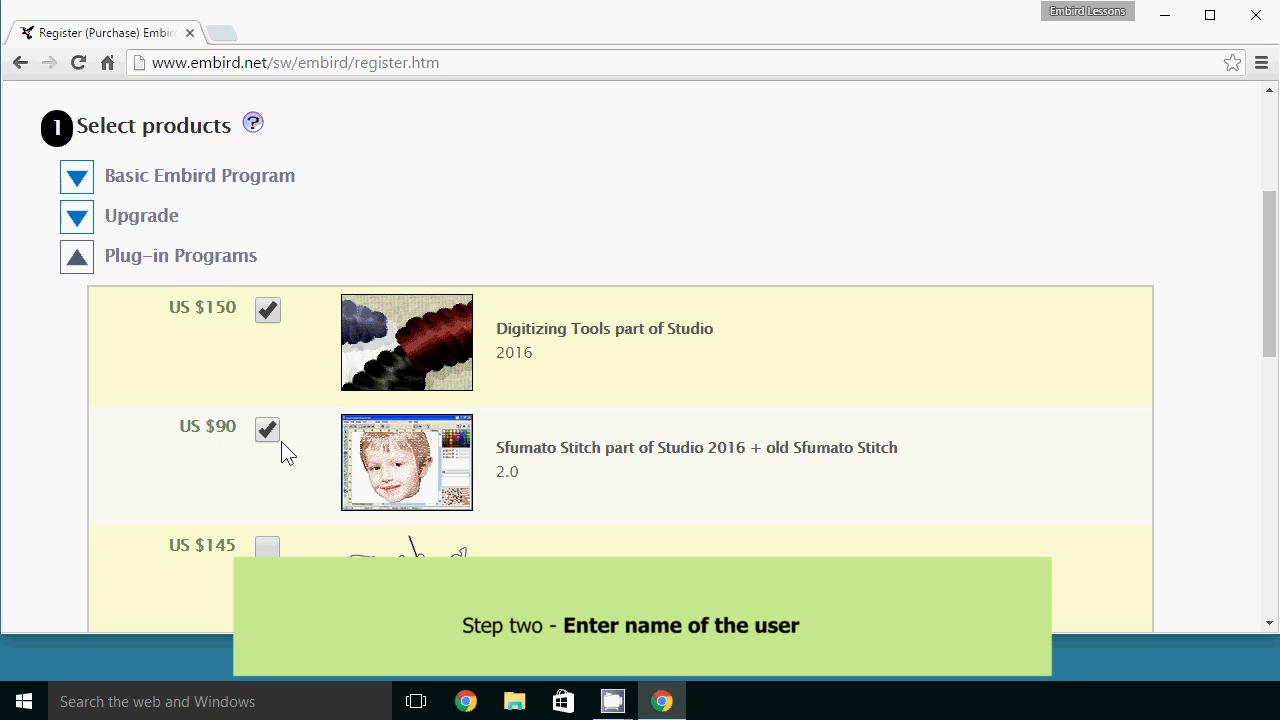 Embird Lessons
Register (Purchase) Embir
www.embird.net/sw/embird/register.htm
1 Select products ?
Basic Embird Program
Upgrade
Plug-in Programs
US $150
Digitizing Tools part of Studio
2016
US $90
Sfumato Stitch part of Studio 2016 + old Sfumato Stitch
2.0
US $145
Step two - Enter name of the user
Search the web and Windows